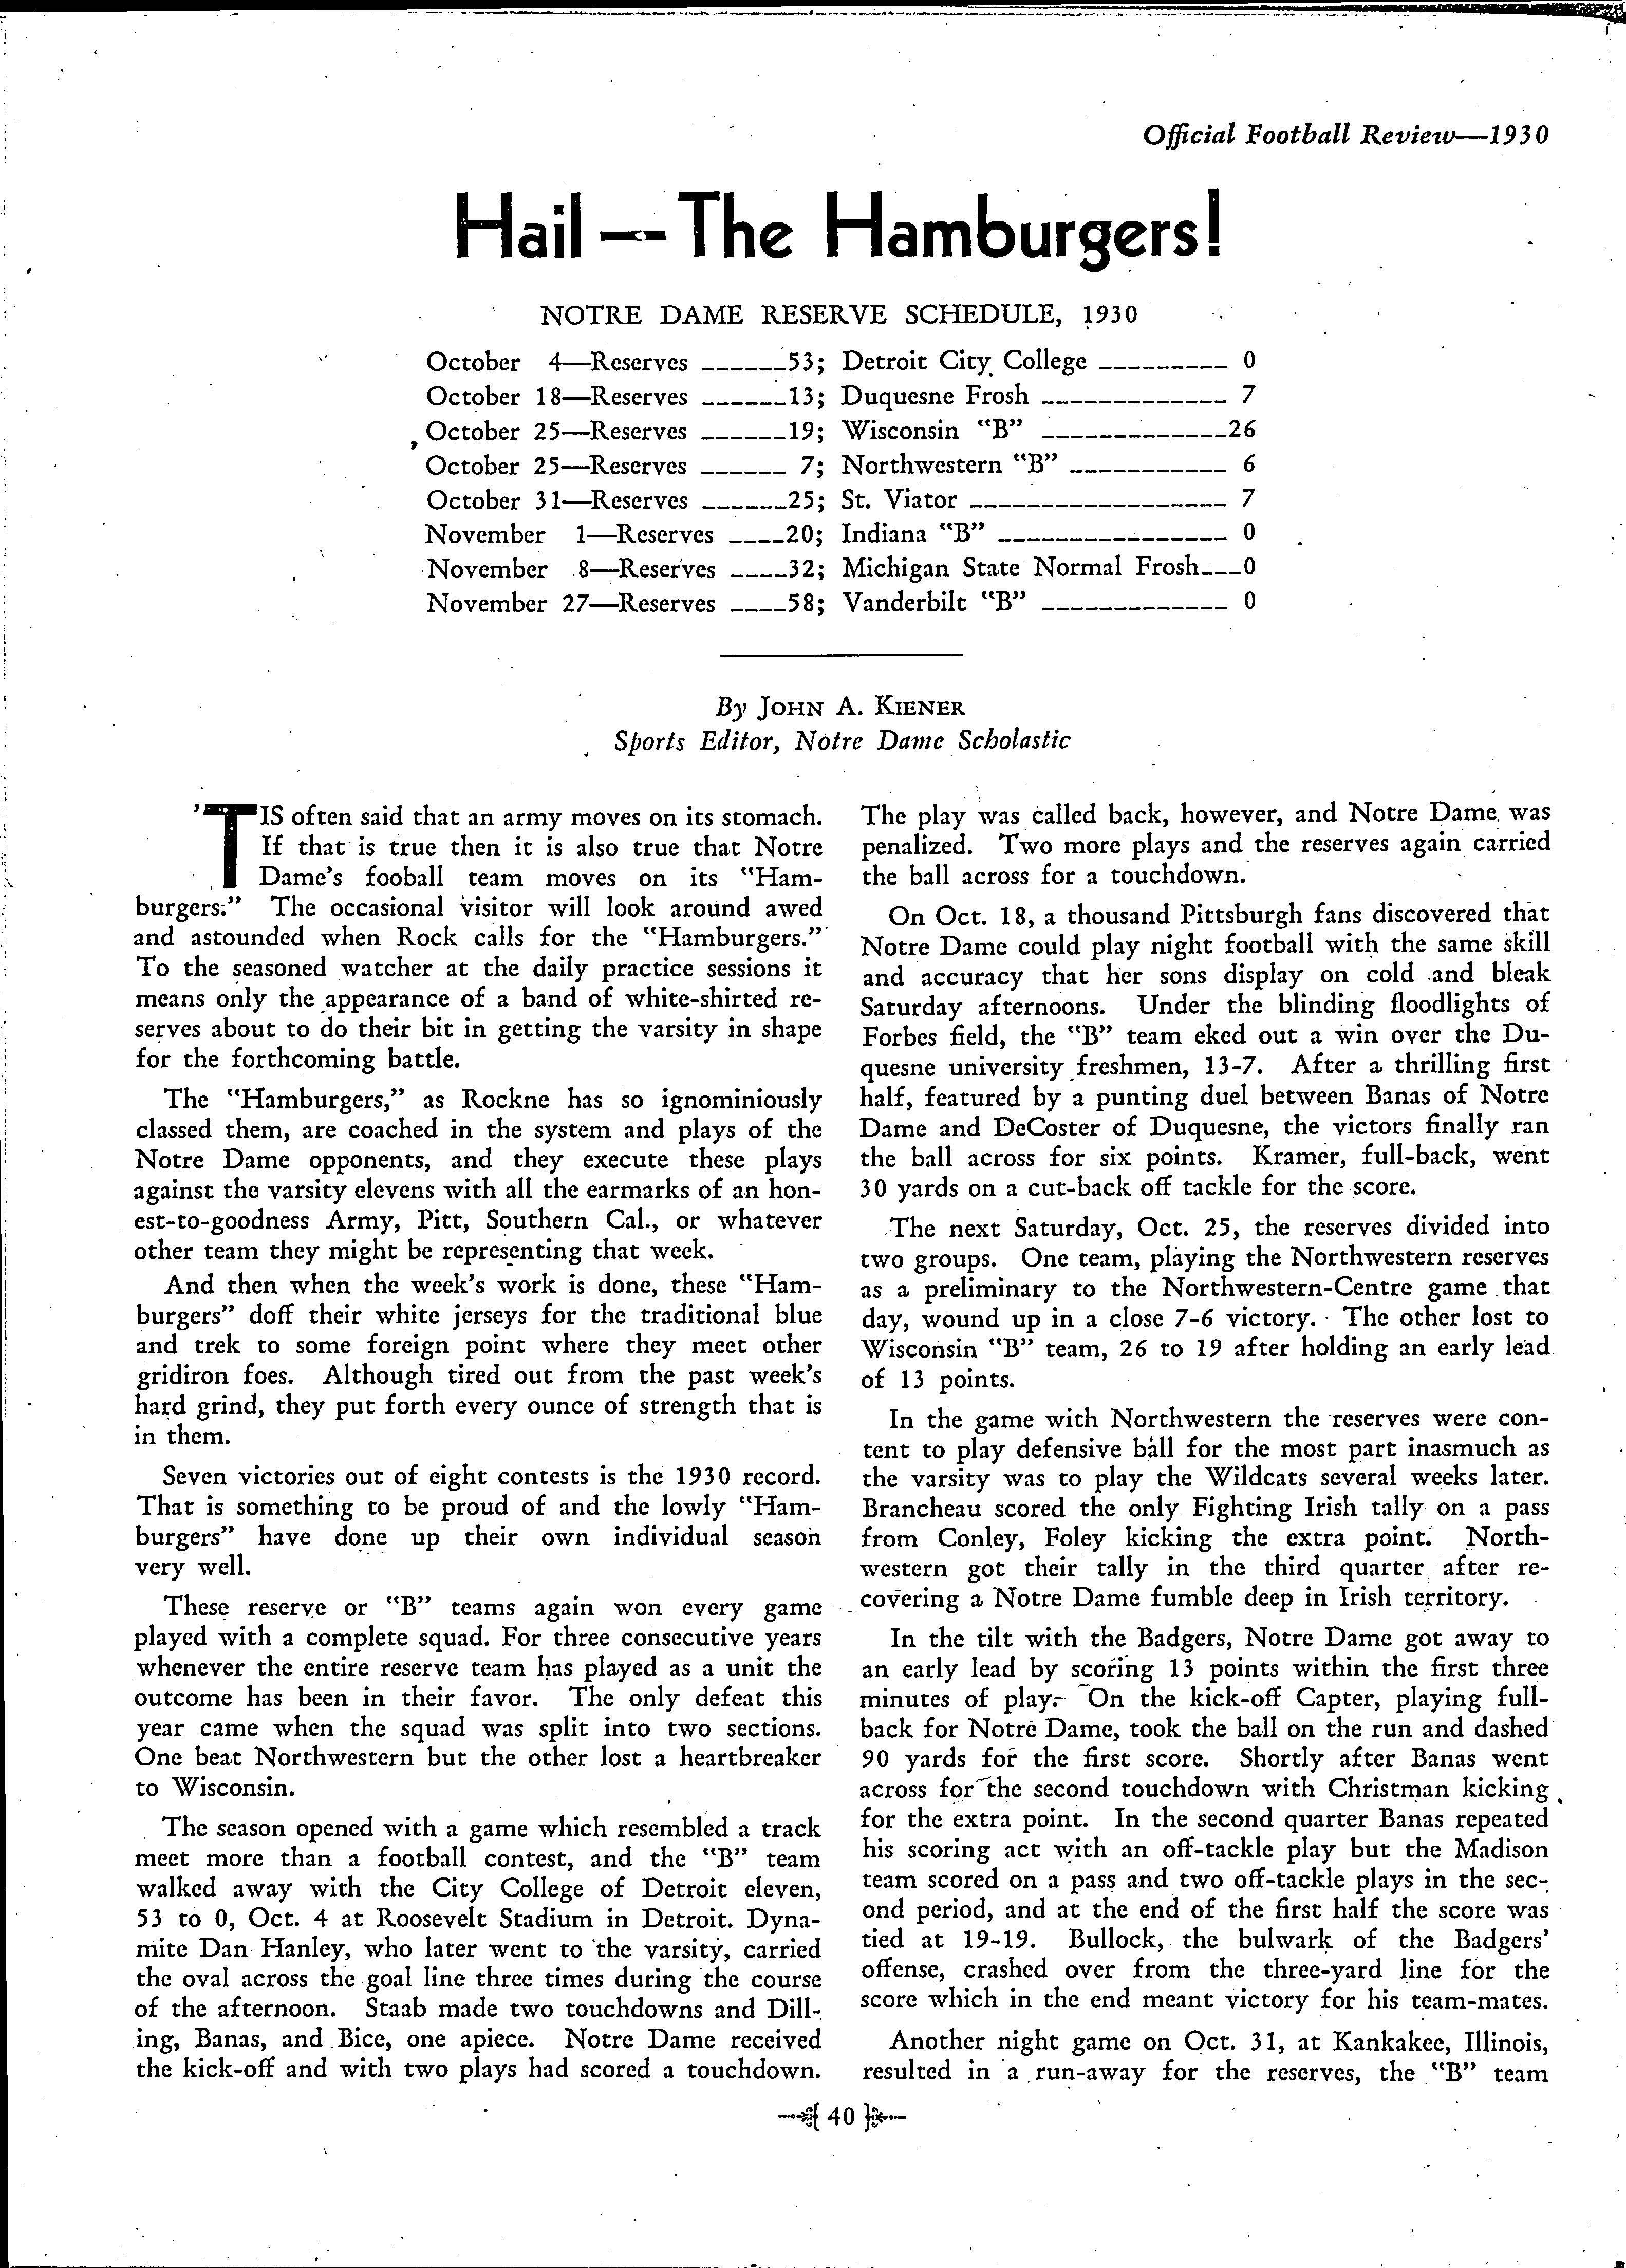 Official Football Review—1930
Hail—The Hamburgers!
NOTRE DAME RESERVE SCHEDULE, 1930
October 4—Reserves ______53; Detroit City College _________ 0
October 18—Reserves ______13; Duquesne Frosh _____________ 7
October 25—Reserves ______19; Wisconsin "B" _____________26
October 25—Reserves ______ 7; Northwestern "B" ___________ 6
October 31—Reserves ______25; St. Viator __________________ 7
November 1—Reserves ____20; Indiana "B" ________________ 0
November 8—Reserves ____32; Michigan State Normal Frosh___0
November 27—Reserves ____58; Vanderbilt "B" _____________ 0
By JOHN A. KIENER
Sports Editor, Notre Dame Scholastic
'TIS often said that an army moves on its stomach.
If that is true then it is also true that Notre
Dame's fooball team moves on its "Ham-
burgers." The occasional visitor will look around awed
and astounded when Rock calls for the "Hamburgers."
To the seasoned watcher at the daily practice sessions it
means only the appearance of a band of white-shirted re-
serves about to do their bit in getting the varsity in shape
for the forthcoming battle.
The "Hamburgers," as Rockne has so ignominiously
classed them, are coached in the system and plays of the
Notre Dame opponents, and they execute these plays
against the varsity elevens with all the earmarks of an hon-
est-to-goodness Army, Pitt, Southern Cal., or whatever
other team they might be representing that week.
And then when the week's work is done, these "Ham-
burgers" doff their white jerseys for the traditional blue
and trek to some foreign point where they meet other
gridiron foes. Although tired out from the past week's
hard grind, they put forth every ounce of strength that is
in them.
Seven victories out of eight contests is the 1930 record.
That is something to be proud of and the lowly "Ham-
burgers" have done up their own individual season
very well.
These reserve or "B" teams again won every game
played with a complete squad. For three consecutive years
whenever the entire reserve team has played as a unit the
outcome has been in their favor. The only defeat this
year came when the squad was split into two sections.
One beat Northwestern but the other lost a heartbreaker
to Wisconsin.
The season opened with a game which resembled a track
meet more than a football contest, and the "B" team
walked away with the City College of Detroit eleven,
53 to 0, Oct. 4 at Roosevelt Stadium in Detroit. Dyna-
mite Dan Hanley, who later went to the varsity, carried
the oval across the goal line three times during the course
of the afternoon. Staab made two touchdowns and Dill-
ing, Banas, and Bice, one apiece. Notre Dame received
the kick-off and with two plays had scored a touchdown.
The play was called back, however, and Notre Dame was
penalized. Two more plays and the reserves again carried
the ball across for a touchdown.
On Oct. 18, a thousand Pittsburgh fans discovered that
Notre Dame could play night football with the same skill
and accuracy that her sons display on cold and bleak
Saturday afternoons. Under the blinding floodlights of
Forbes field, the "B" team eked out a win over the Du-
quesne university freshmen, 13-7. After a thrilling first
half, featured by a punting duel between Banas of Notre
Dame and DeCoster of Duquesne, the victors finally ran
the ball across for six points. Kramer, full-back, went
30 yards on a cut-back off tackle for the score.
The next Saturday, Oct. 25, the reserves divided into
two groups. One team, playing the Northwestern reserves
as a preliminary to the Northwestern-Centre game that
day, wound up in a close 7-6 victory. The other lost to
Wisconsin "B" team, 26 to 19 after holding an early lead
of 13 points.
In the game with Northwestern the reserves were con-
tent to play defensive ball for the most part inasmuch as
the varsity was to play the Wildcats several weeks later.
Brancheau scored the only Fighting Irish tally on a pass
from Conley, Foley kicking the extra point. North-
western got their tally in the third quarter after re-
covering a Notre Dame fumble deep in Irish territory.
In the tilt with the Badgers, Notre Dame got away to
an early lead by scoring 13 points within the first three
minutes of play. On the kick-off Capter, playing full-
back for Notre Dame, took the ball on the run and dashed
90 yards for the first score. Shortly after Banas went
across for the second touchdown with Christman kicking
for the extra point. In the second quarter Banas repeated
his scoring act with an off-tackle play but the Madison
team scored on a pass and two off-tackle plays in the sec-
ond period, and at the end of the first half the score was
tied at 19-19. Bullock, the bulwark of the Badgers'
offense, crashed over from the three-yard line for the
score which in the end meant victory for his team-mates.
Another night game on Oct. 31, at Kankakee, Illinois,
resulted in a run-away for the reserves, the "B" team
40